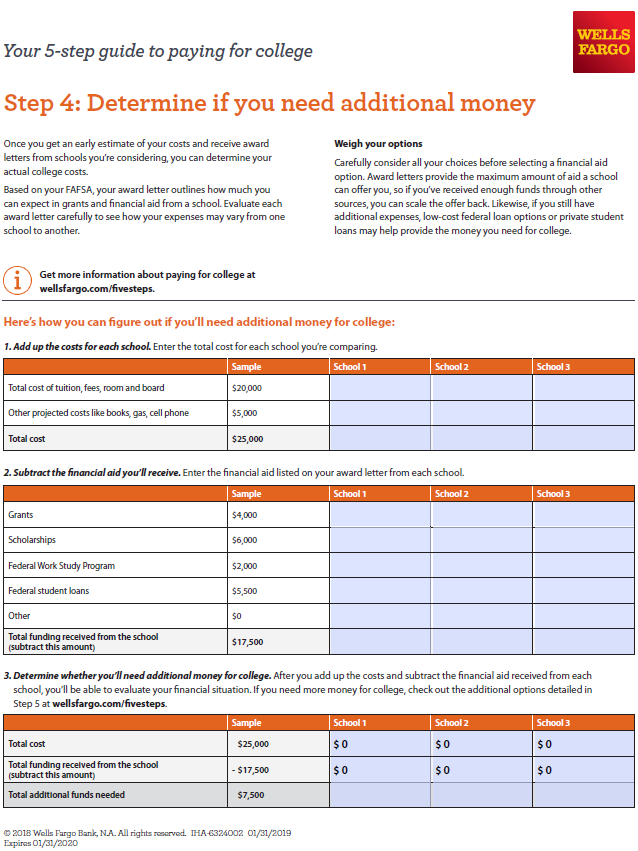 WELLS
FARGO
Your 5-step guide to paying for college
Step 4: Determine if you need additional money
Once you get an early estimate of your costs and receive award
letters from schools you're considering, you can determine your
actual college costs.
Based on your FAFSA, your award letter outlines how much you
can expect in grants and financial aid from a school. Evaluate each
award letter carefully to see how your expenses may vary from one
school to another.
Weigh your options
Carefully consider all your choices before selecting a financial aid
option. Award letters provide the maximum amount of aid a school
can offer you, so if you've received enough funds through other
sources, you can scale the offer back. Likewise, if you still have
additional expenses, low-cost federal loan options or private student
loans may help provide the money you need for college.
i
Get more information about paying for college at
wellsfargo.com/fivesteps.
Here's how you can figure out if you'll need additional money for college:
1. Add up the costs for each school. Enter the total cost for each school you're comparing.
Sample School 1 School 2 School 3
Total cost of tuition, fees, room and board $20,000
Other projected costs like books, gas, cell phone $5,000
Total cost $25,000
2. Subtract the financial aid you'll receive. Enter the financial aid listed on your award letter from each school.
Sample School 1 School 2 School 3
Grants $4,000
Scholarships $6,000
Federal Work Study Program $2,000
Federal student loans $5,500
Other $0
Total funding received from the school
(subtract this amount) $17,500
3. Determine whether you'll need additional money for college. After you add up the costs and subtract the financial aid received from each
school, you'll be able to evaluate your financial situation. If you need more money for college, check out the additional options detailed in
Step 5 at wellsfargo.com/fivesteps.
Sample School 1 School 2 School 3
Total cost $25,000 $ 0 $ 0 $ 0
Total funding received from the school
(subtract this amount) - $17,500 $ 0 $ 0 $ 0
Total additional funds needed $7,500
© 2018 Wells Fargo Bank, N.A. All rights reserved. IHA-6324002 01/31/2019
Expires 01/31/2020